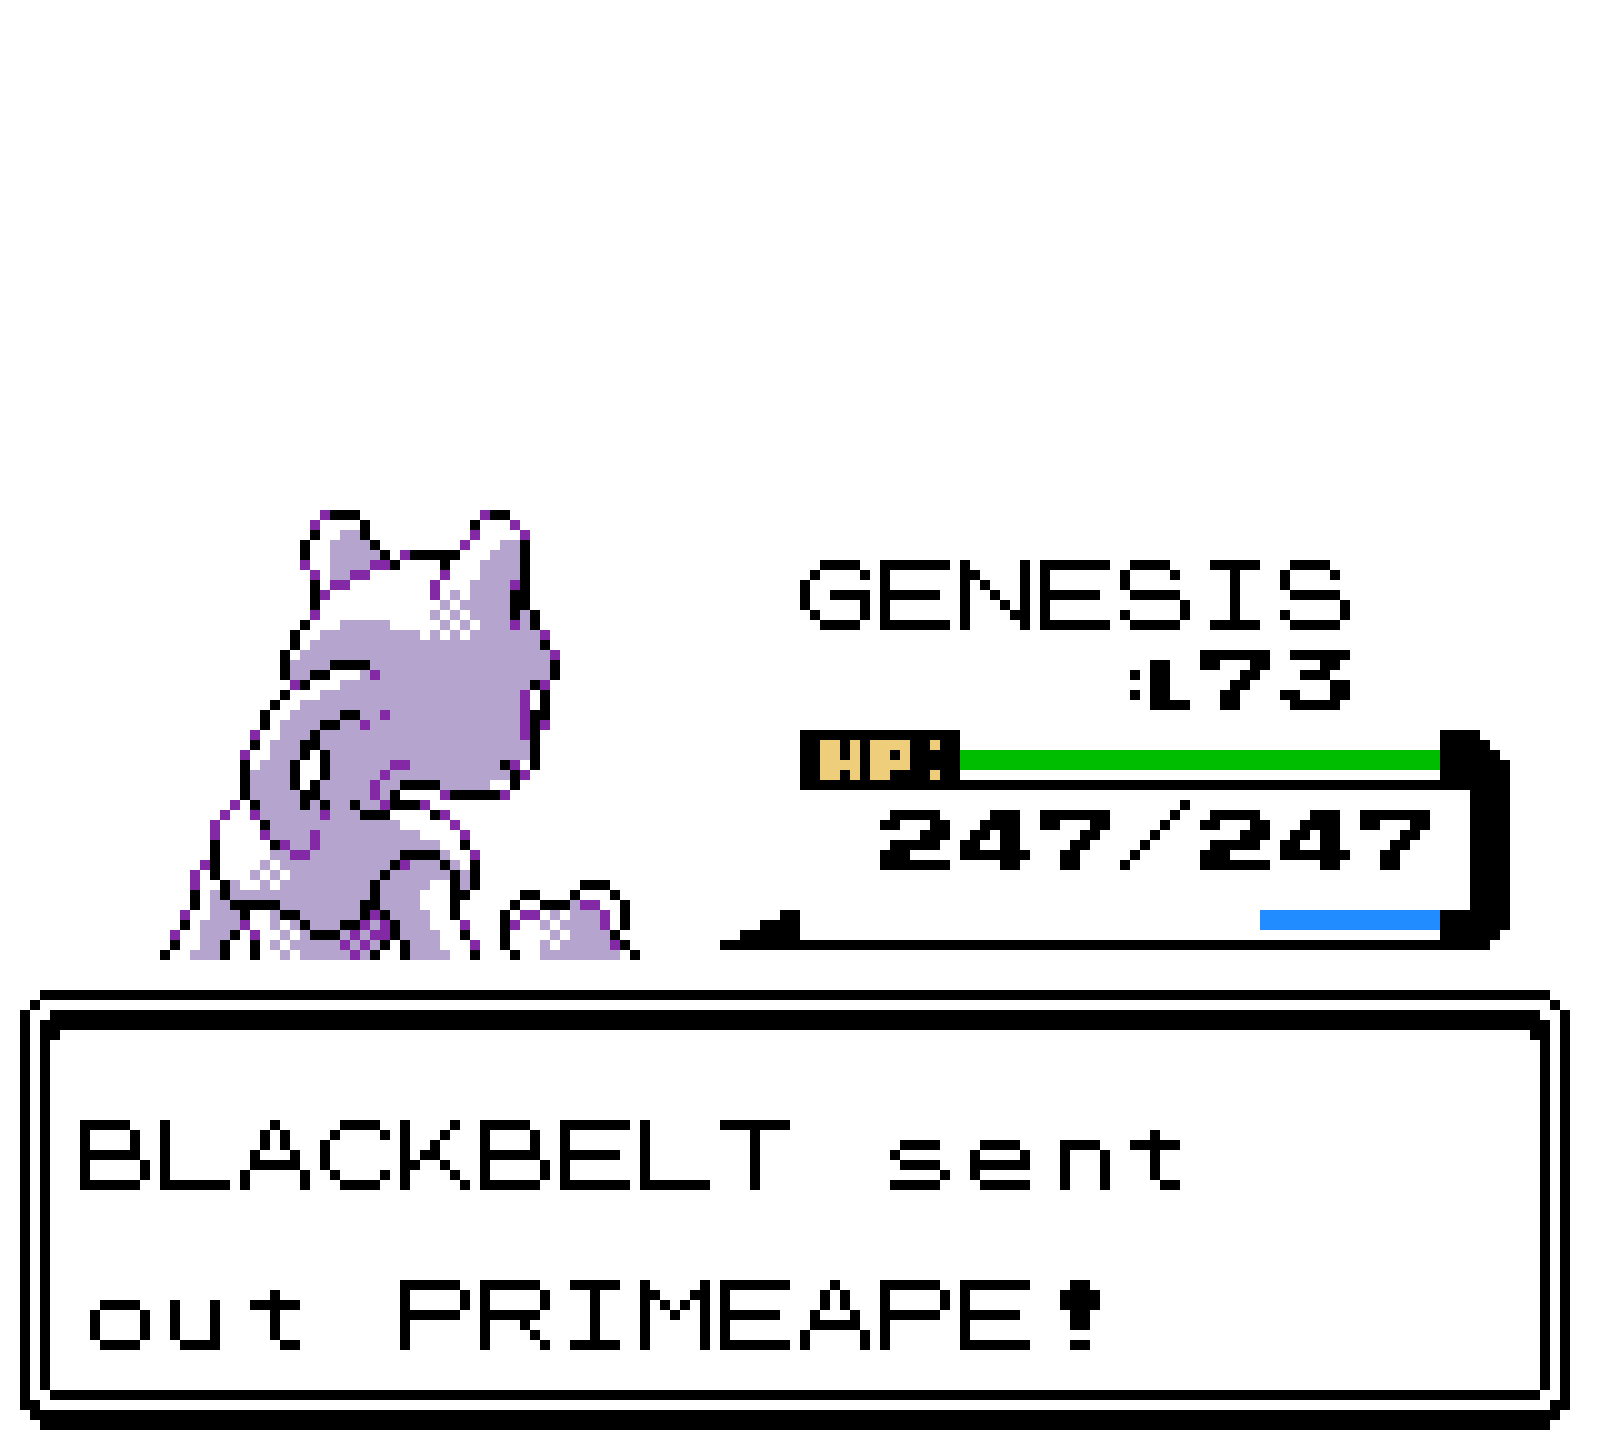 GENESIS
:L73
HP:
247/247
BLACKBELT sent
out PRIMEAPE!